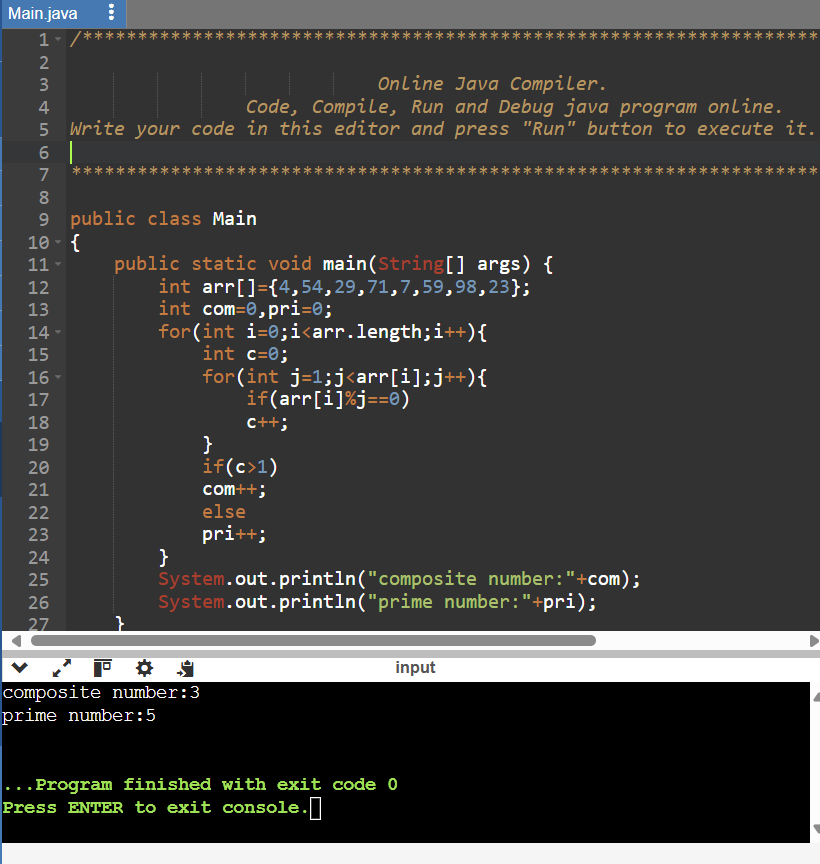 Main.java
1 /*******************************************************************
2
3 Online Java Compiler.
4 Code, Compile, Run and Debug java program online.
5 Write your code in this editor and press "Run" button to execute it.
6
7 ********************************************************************
8
9 public class Main
10 {
11 public static void main(String[] args) {
12 int arr[]={4,54,29,71,7,59,98,23};
13 int com=0,pri=0;
14 for(int i=0;i<arr.length;i++){
15 int c=0;
16 for(int j=1;j<arr[i];j++){
17 if(arr[i]%j==0)
18 c++;
19 }
20 if(c>1)
21 com++;
22 else
23 pri++;
24 }
25 System.out.println("composite number:"+com);
26 System.out.println("prime number:"+pri);
27 }
input
composite number:3
prime number:5
...Program finished with exit code 0
Press ENTER to exit console.